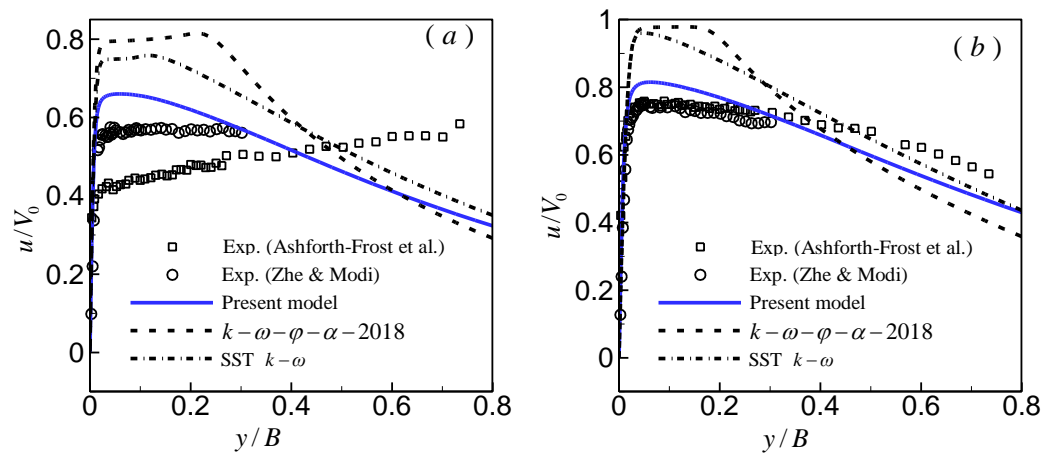 (a)
0.8
0.6
0.4
0.2
0
u/V0
Exp. (Ashforth-Frost et al.)
Exp. (Zhe & Modi)
Present model
k−ω−φ−α−2018
SST k−ω
0 0.2 0.4 0.6 0.8
y/B
(b)
1
0.8
0.6
0.4
0.2
0
u/V0
Exp. (Ashforth-Frost et al.)
Exp. (Zhe & Modi)
Present model
k−ω−φ−α−2018
SST k−ω
0 0.2 0.4 0.6 0.8
y/B